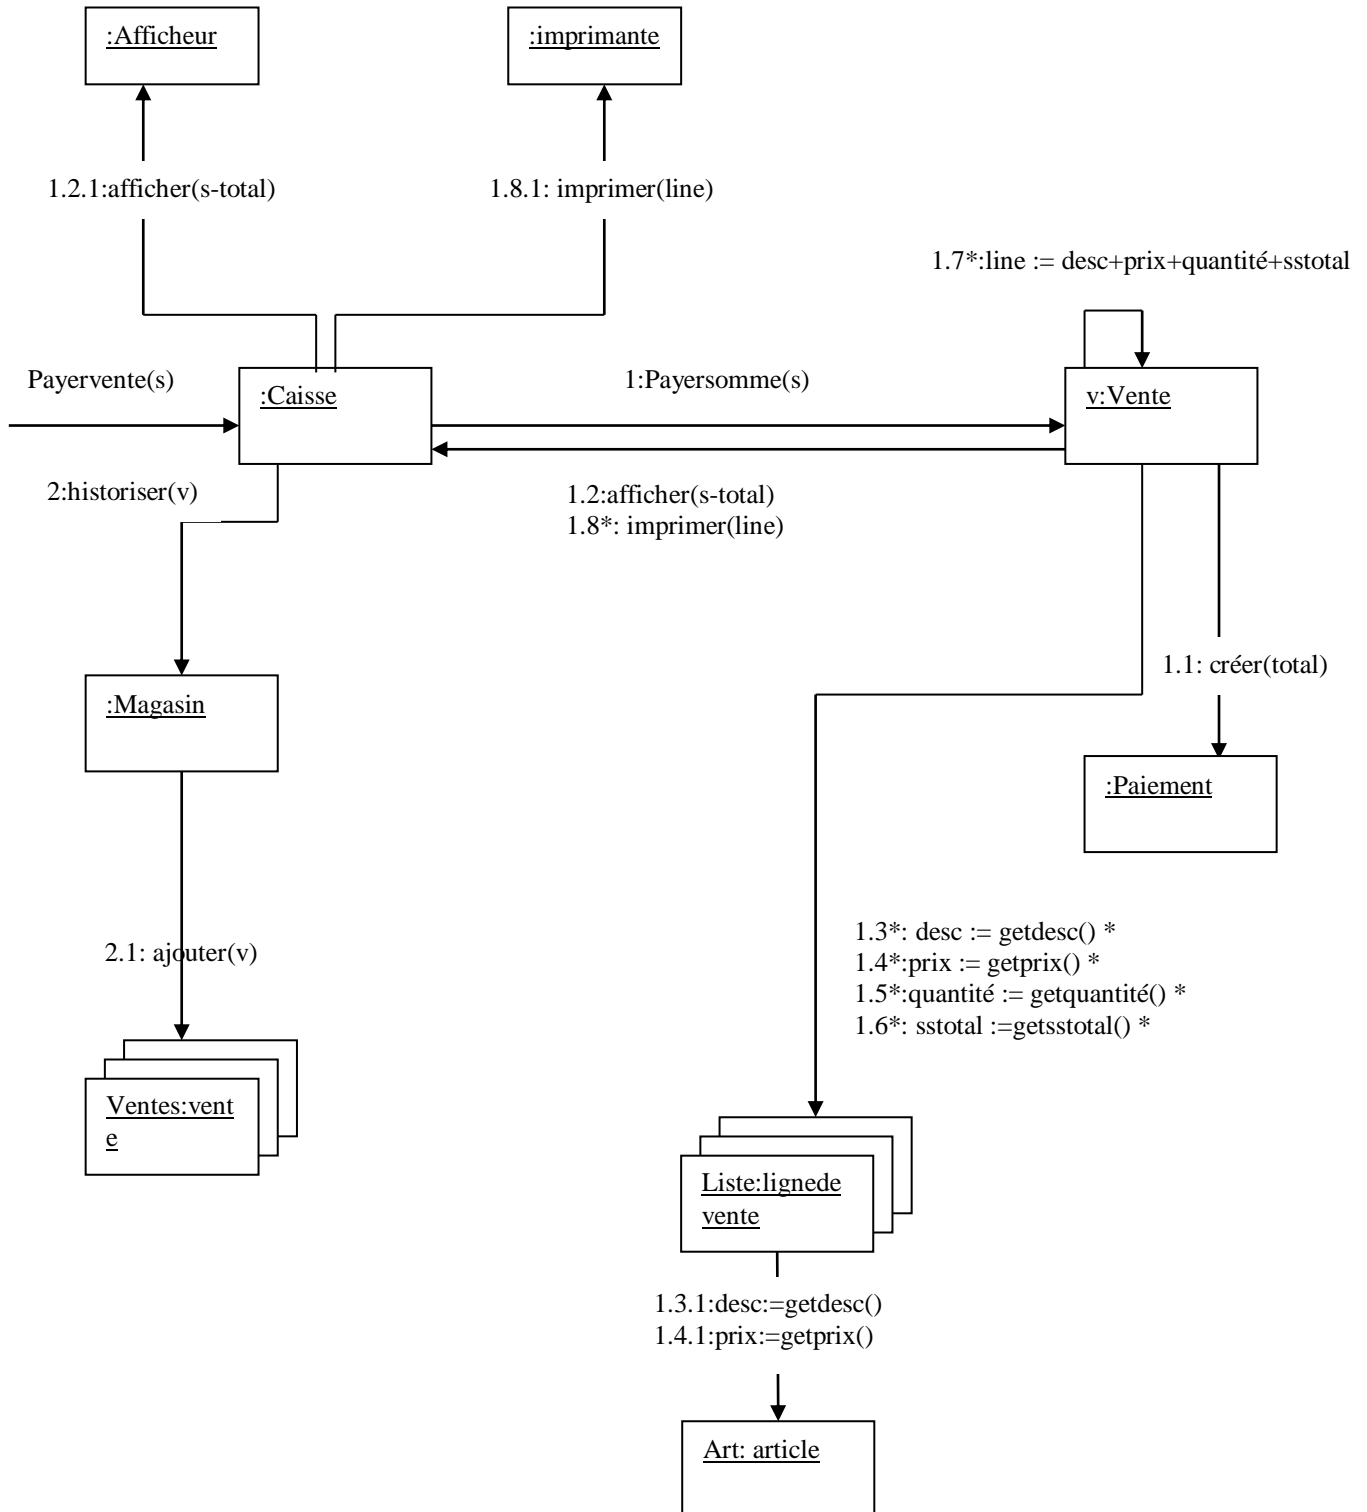 :Afficheur
:imprimante
1.2.1:afficher(s-total)
1.8.1: imprimer(line)
1.7*:line := desc+prix+quantité+sstotal
Payervente(s)
:Caisse
1:Payersomme(s)
v:Vente
2:historiser(v)
1.2:afficher(s-total)
1.8*: imprimer(line)
1.1: créer(total)
:Magasin
:Paiement
2.1: ajouter(v)
1.3*: desc := getdesc() *
1.4*:prix := getprix() *
1.5*:quantité := getquantité() *
1.6*: sstotal :=getsstotal() *
Ventes:vent
e
Liste:lignede
vente
1.3.1:desc:=getdesc()
1.4.1:prix:=getprix()
Art: article